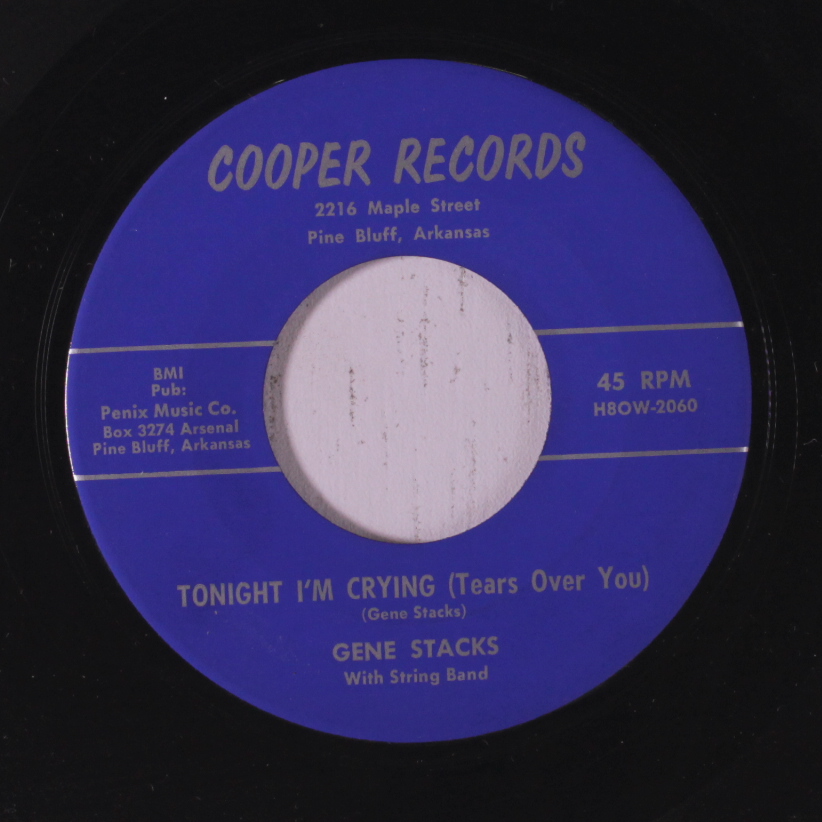 COOPER RECORDS
2216 Maple Street
Pine Bluff, Arkansas
BMI
Pub:
Penix Music Co.
Box 3274 Arsenal
Pine Bluff, Arkansas
45 RPM
H8OW-2060
TONIGHT I'M CRYING (Tears Over You)
(Gene Stacks)
GENE STACKS
With String Band